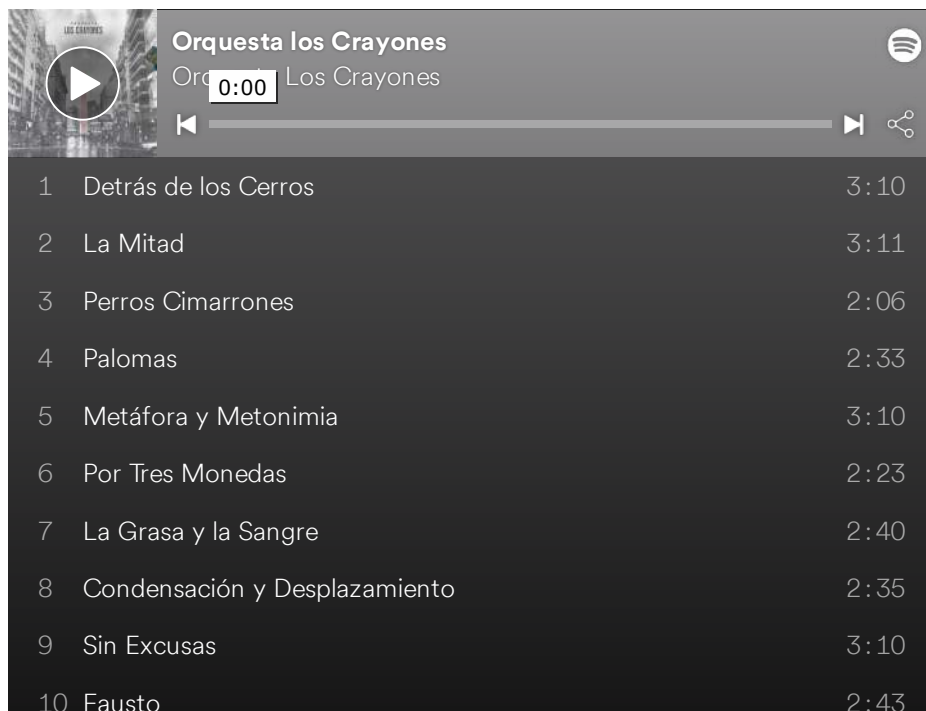 LOS CRAYONES
Orquesta los Crayones
Los Crayones
0:00
1 Detrás de los Cerros 3:10
2 La Mitad 3:11
3 Perros Cimarrones 2:06
4 Palomas 2:33
5 Metáfora y Metonimia 3:10
6 Por Tres Monedas 2:23
7 La Grasa y la Sangre 2:40
8 Condensación y Desplazamiento 2:35
9 Sin Excusas 3:10
10 Fausto 2:43